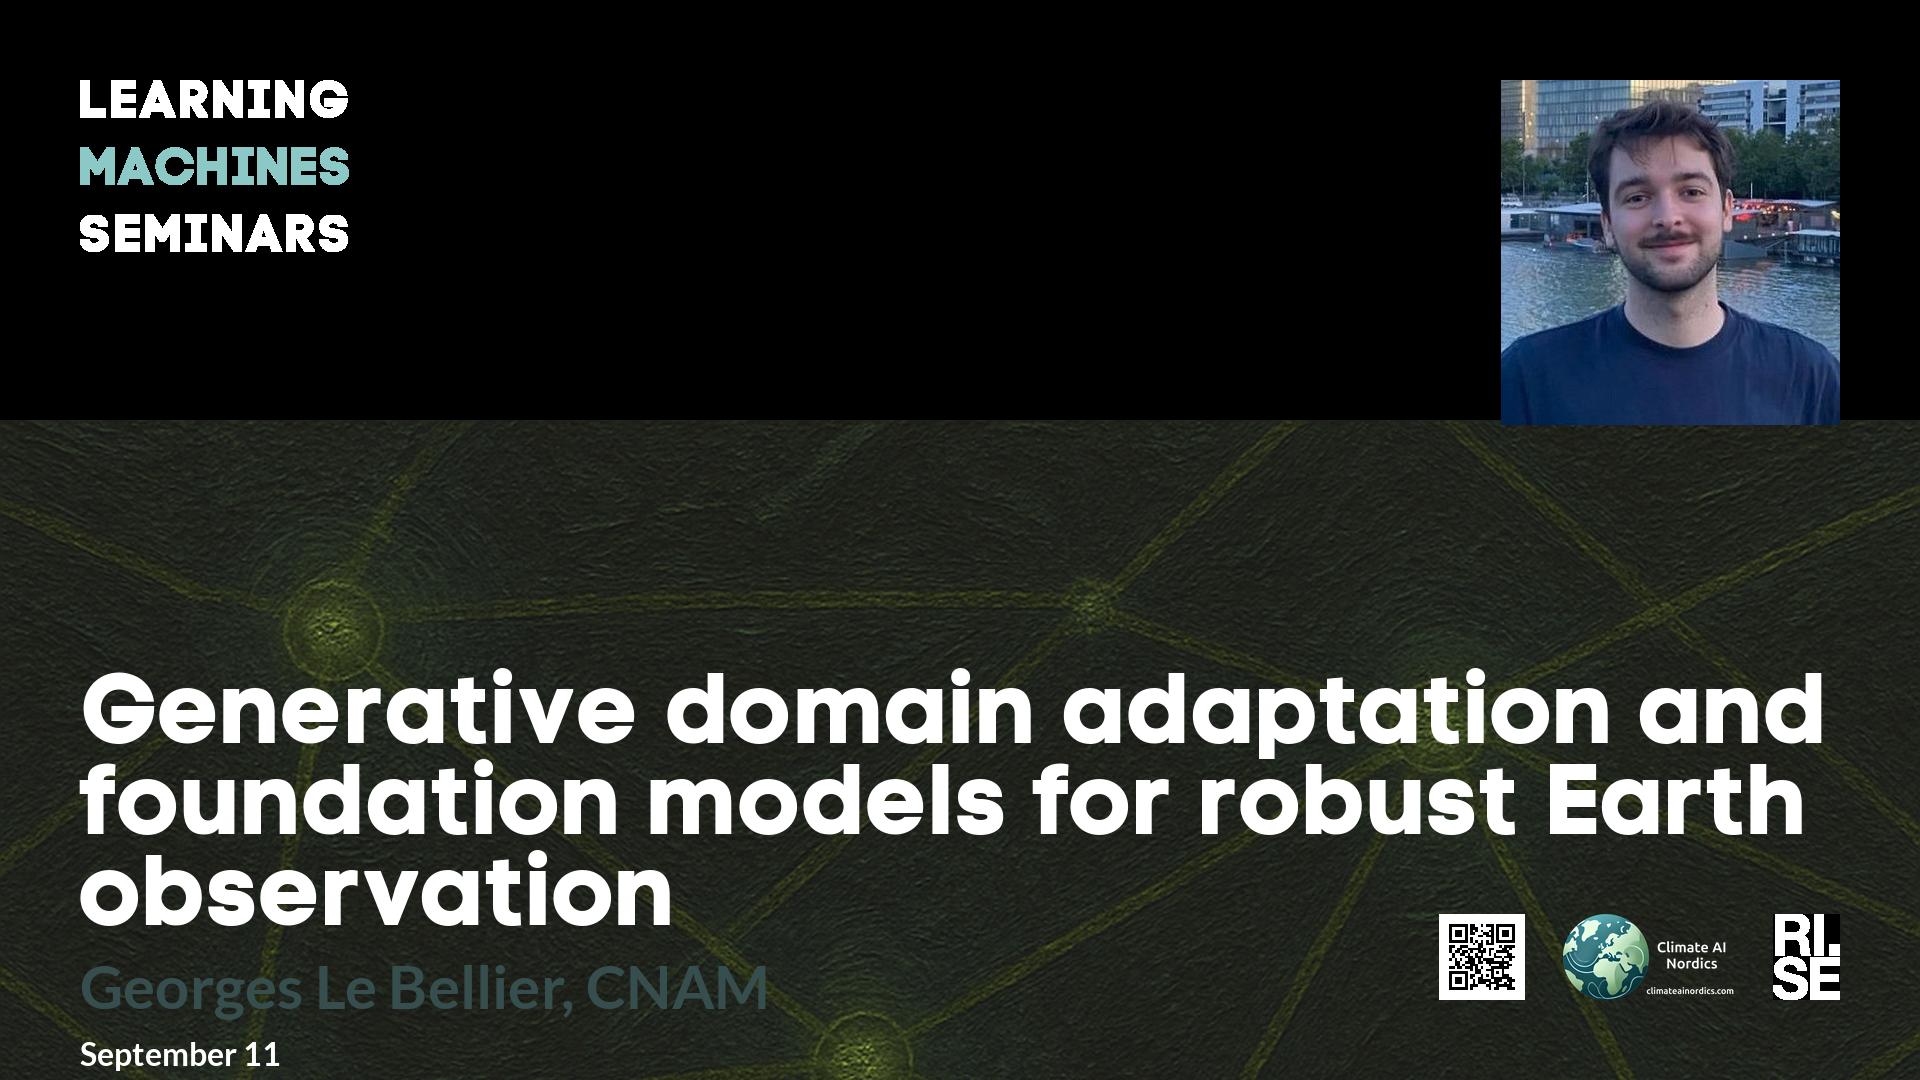 LEARNING
MACHINES
SEMINARS
Generative domain adaptation and
foundation models for robust Earth
observation
Georges Le Bellier, CNAM
September 11
Climate AI
Nordics
climateainordics.com
RI.
SE